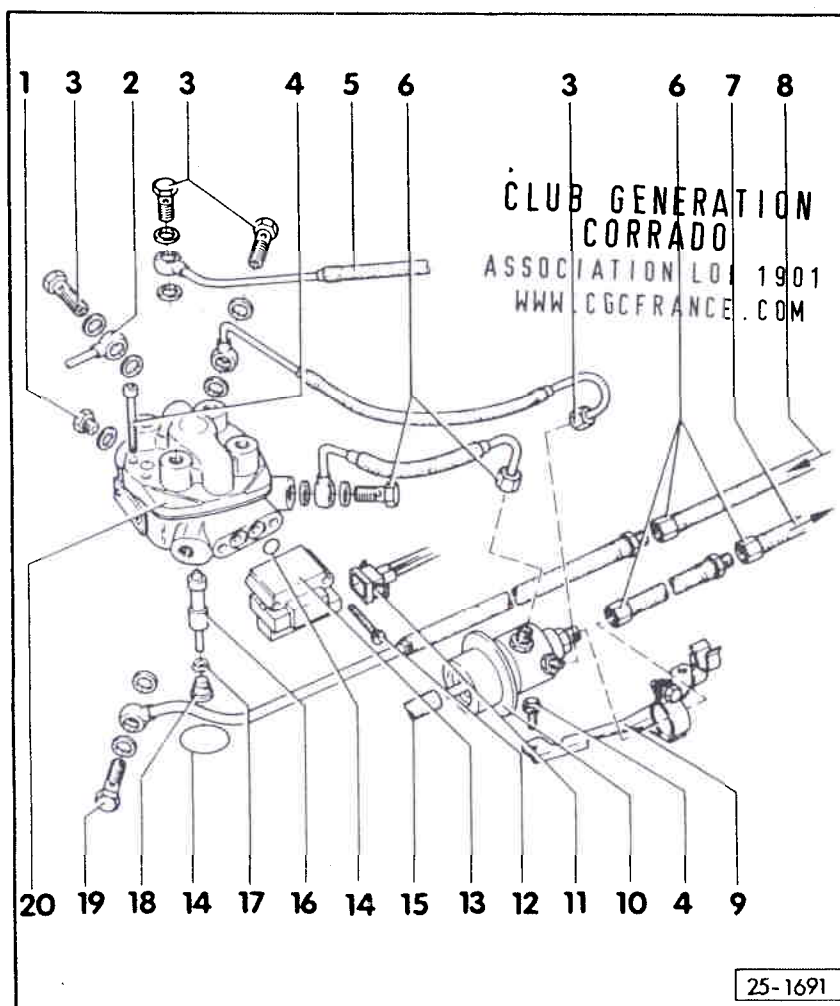 1 3 2 3 4 5 6 3 6 7 8
CLUB GENERATION
CORRADO
ASSOCIATION LOI 1901
WWW.CGCFRANCE.COM
20 19 18 14 17 16 14 15 13 12 11 10 4 9
25-1691